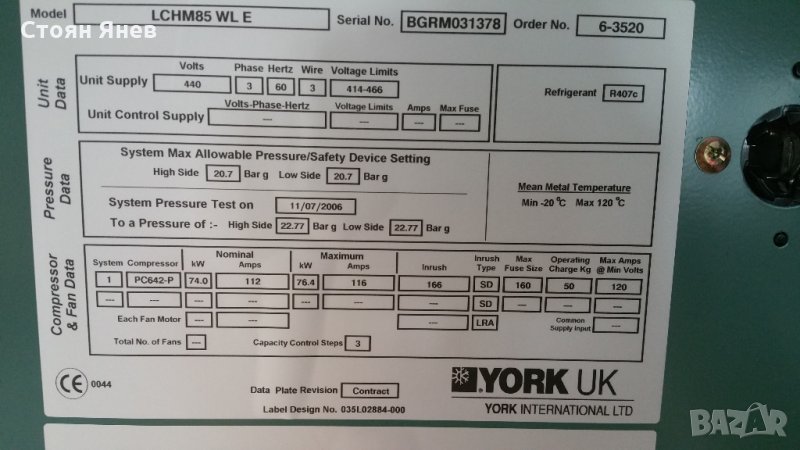 Model LCHM85 WL E Serial No. BGRM031378 Order No. 6-3520
Стоян Янев
Unit Data
Volts Phase Hertz Wire Voltage Limits
Unit Supply 440 3 60 3 414-466
Volts-Phase-Hertz Voltage Limits Amps Max Fuse
Unit Control Supply --- --- --- ---
Refrigerant R407c
Pressure Data
System Max Allowable Pressure/Safety Device Setting
High Side 20.7 Bar g Low Side 20.7 Bar g
System Pressure Test on 11/07/2006
To a Pressure of :- High Side 22.77 Bar g Low Side 22.77 Bar g
Mean Metal Temperature
Min -20 °C Max 120 °C
Compressor & Fan Data
Nominal Maximum
System Compressor kW Amps kW Amps Inrush Inrush Type Max Fuse Size Operating Charge Kg Max Amps @ Min Volts
1 PC642-P 74.0 112 76.4 116 166 SD 160 50 120
--- --- --- --- --- --- --- SD --- --- ---
Each Fan Motor --- --- --- LRA Common Supply Input ---
Total No. of Fans --- Capacity Control Steps 3
CE 0044
Data Plate Revision Contract
Label Design No. 035L02884-000
YORK UK
YORK INTERNATIONAL LTD
BAZAR